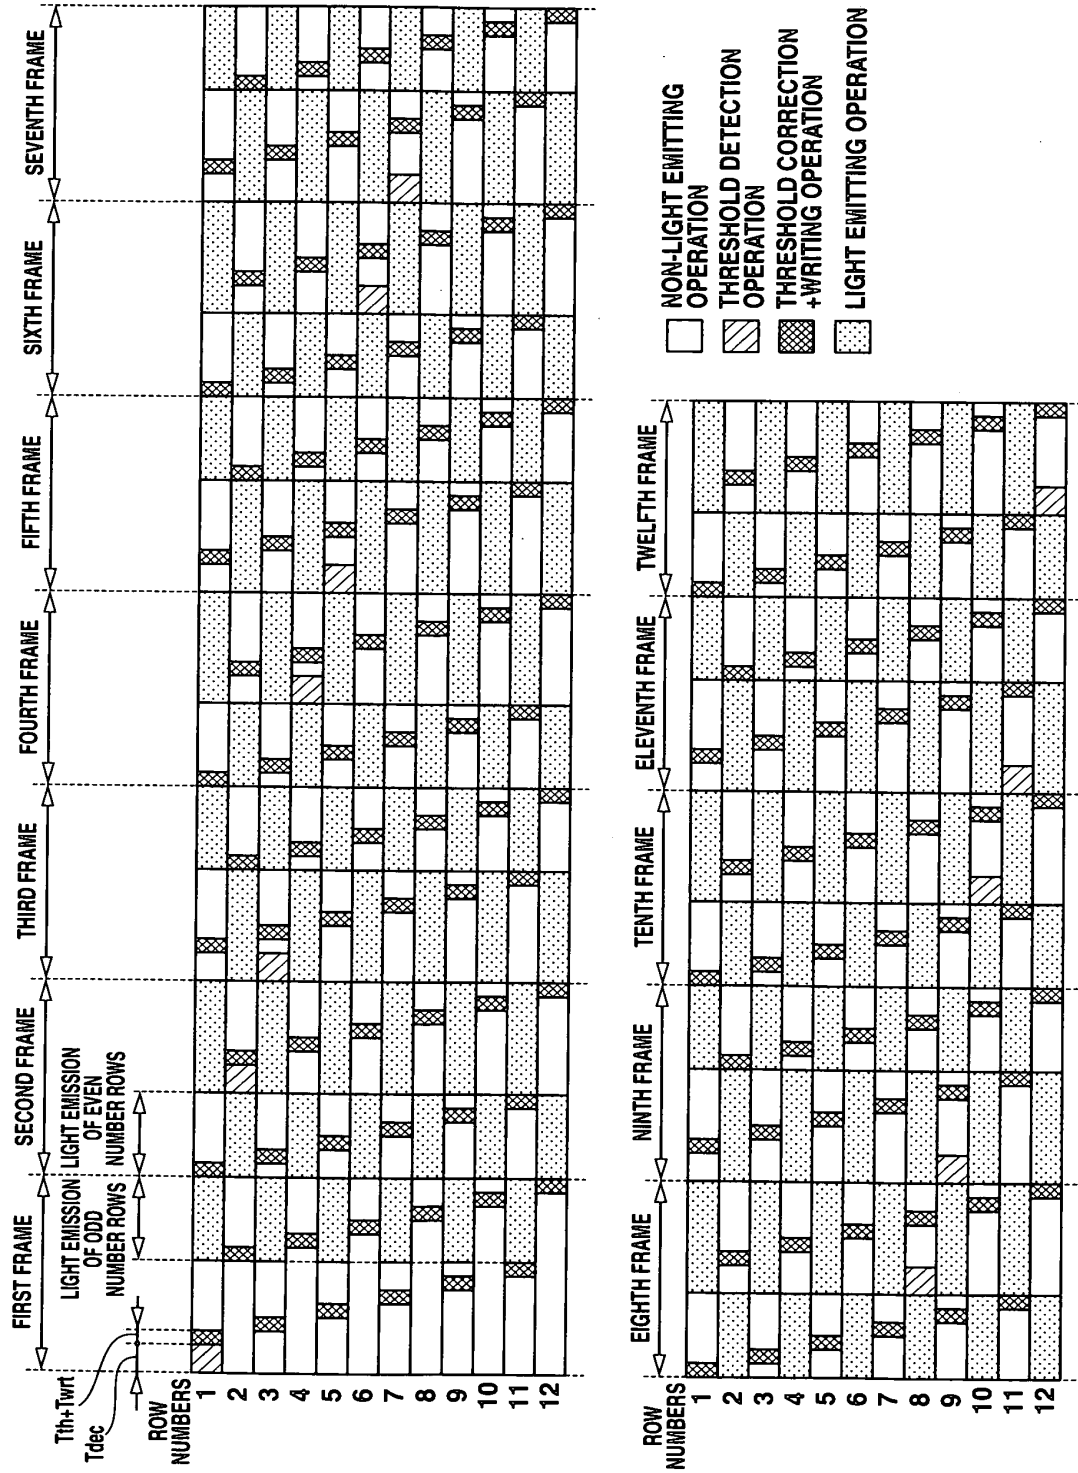 FIRST FRAME
SECOND FRAME
THIRD FRAME
FOURTH FRAME
FIFTH FRAME
SIXTH FRAME
SEVENTH FRAME
Tth+Twrt
Tdec
LIGHT EMISSION
OF ODD
NUMBER ROWS
LIGHT EMISSION
OF EVEN
NUMBER ROWS
ROW
NUMBERS
1
2
3
4
5
6
7
8
9
10
11
12
EIGHTH FRAME
NINTH FRAME
TENTH FRAME
ELEVENTH FRAME
TWELFTH FRAME
ROW
NUMBERS
1
2
3
4
5
6
7
8
9
10
11
12
NON-LIGHT EMITTING
OPERATION
THRESHOLD DETECTION
OPERATION
THRESHOLD CORRECTION
+WRITING OPERATION
LIGHT EMITTING OPERATION